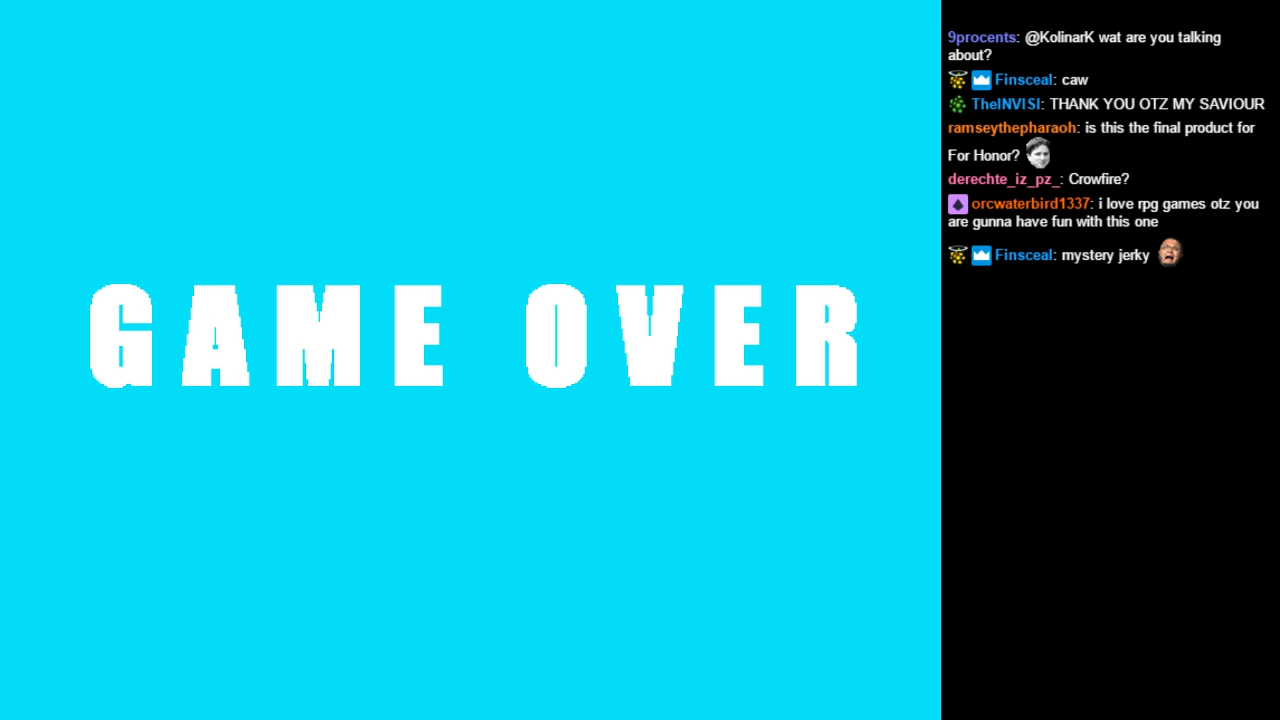 GAME OVER
9procents: @KolinarK wat are you talking
about?
Finsceal: caw
TheINVISI: THANK YOU OTZ MY SAVIOUR
ramseythepharaoh: is this the final product for
For Honor?
derechte_iz_pz_: Crowfire?
orcwaterbird1337: i love rpg games otz you
are gunna have fun with this one
Finsceal: mystery jerky